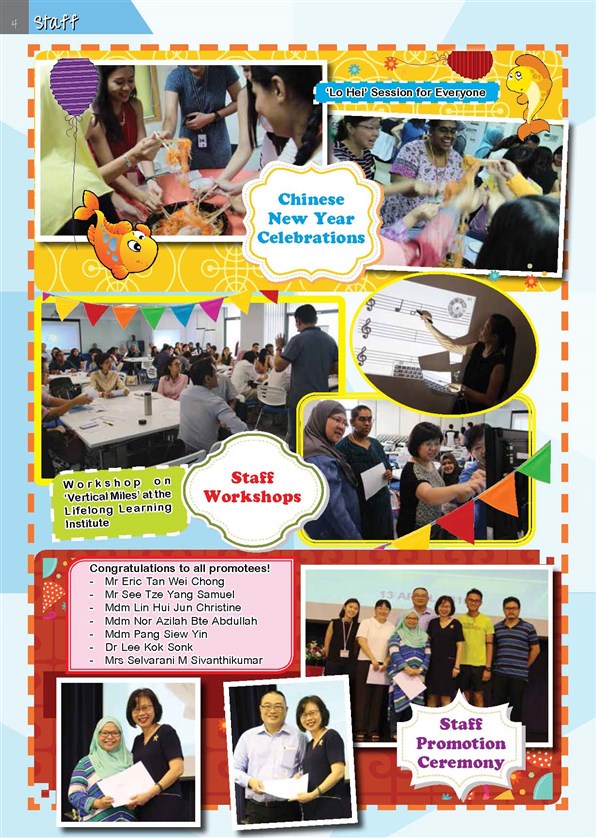 4 Staff
'Lo Hei' Session for Everyone
Chinese
New Year
Celebrations
Workshop on
'Vertical Miles' at the
Lifelong Learning
Institute
Staff
Workshops
Congratulations to all promotees!
- Mr Eric Tan Wei Chong
- Mr See Tze Yang Samuel
- Mdm Lin Hui Jun Christine
- Mdm Nor Azilah Bte Abdullah
- Mdm Pang Siew Yin
- Dr Lee Kok Sonk
- Mrs Selvarani M Sivanthikumar
Staff
Promotion
Ceremony